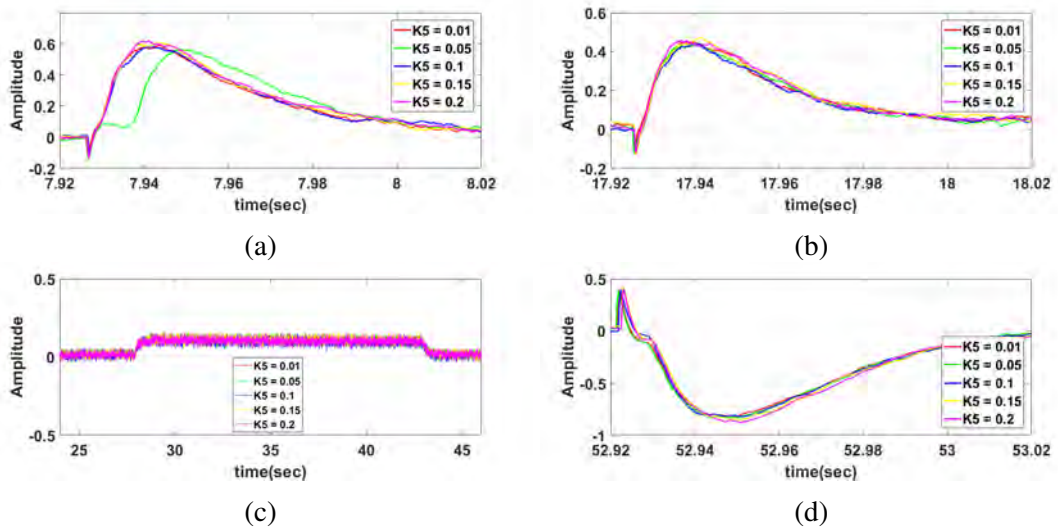 0.8
0.6
0.4
0.2
0
-0.2
Amplitude
K5 = 0.01
K5 = 0.05
K5 = 0.1
K5 = 0.15
K5 = 0.2
7.92 7.94 7.96 7.98 8 8.02
time(sec)
(a)
0.6
0.4
0.2
0
-0.2
Amplitude
K5 = 0.01
K5 = 0.05
K5 = 0.1
K5 = 0.15
K5 = 0.2
17.92 17.94 17.96 17.98 18 18.02
time(sec)
(b)
0.5
0
-0.5
Amplitude
K5 = 0.01
K5 = 0.05
K5 = 0.1
K5 = 0.15
K5 = 0.2
25 30 35 40 45
time(sec)
(c)
0.5
0
-0.5
-1
Amplitude
K5 = 0.01
K5 = 0.05
K5 = 0.1
K5 = 0.15
K5 = 0.2
52.92 52.94 52.96 52.98 53 53.02
time(sec)
(d)